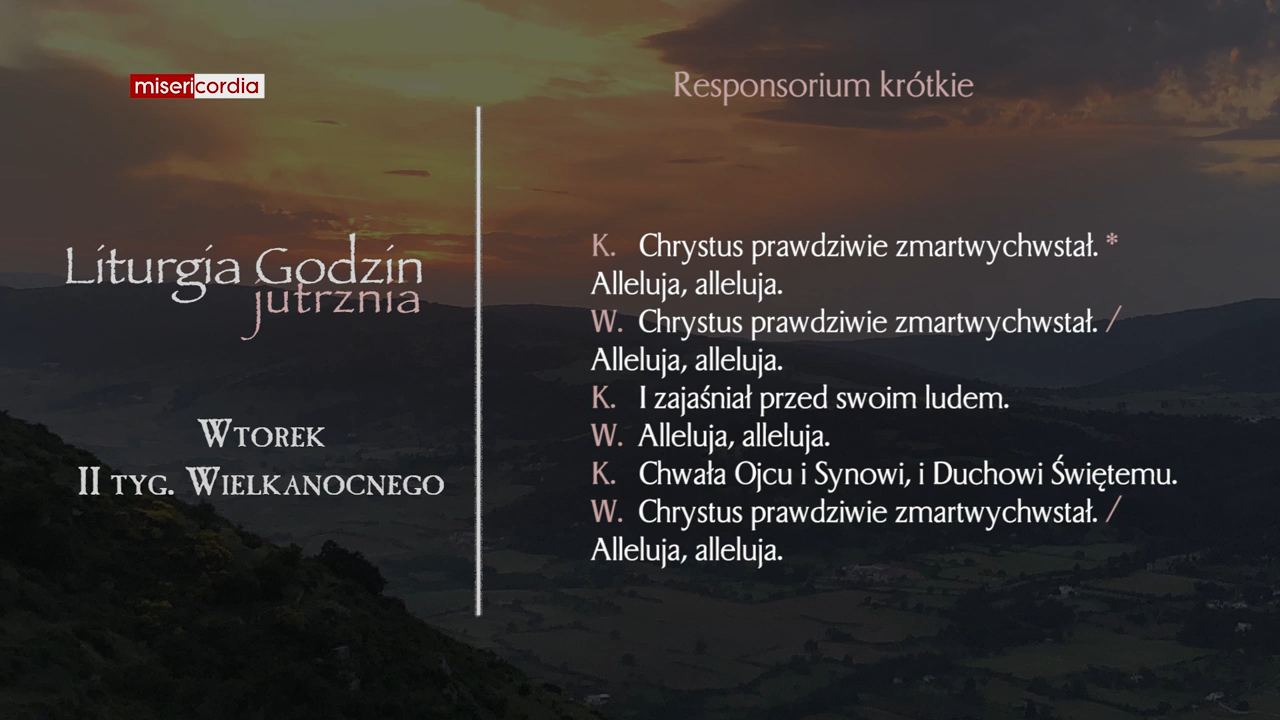 misericordia
Liturgia Godzin
jutrznia
Wtorek
II tyg. Wielkanocnego
Responsorium krótkie
K. Chrystus prawdziwie zmartwychwstał. *
Alleluja, alleluja.
W. Chrystus prawdziwie zmartwychwstał. /
Alleluja, alleluja.
K. I zajaśniał przed swoim ludem.
W. Alleluja, alleluja.
K. Chwała Ojcu i Synowi, i Duchowi Świętemu.
W. Chrystus prawdziwie zmartwychwstał. /
Alleluja, alleluja.